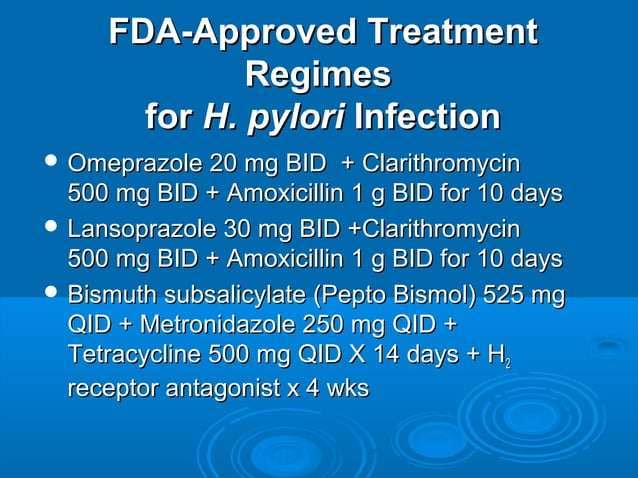 FDA-Approved Treatment
Regimes
for H. pylori Infection
Omeprazole 20 mg BID + Clarithromycin
500 mg BID + Amoxicillin 1 g BID for 10 days
Lansoprazole 30 mg BID +Clarithromycin
500 mg BID + Amoxicillin 1 g BID for 10 days
Bismuth subsalicylate (Pepto Bismol) 525 mg
QID + Metronidazole 250 mg QID +
Tetracycline 500 mg QID X 14 days + H₂
receptor antagonist x 4 wks